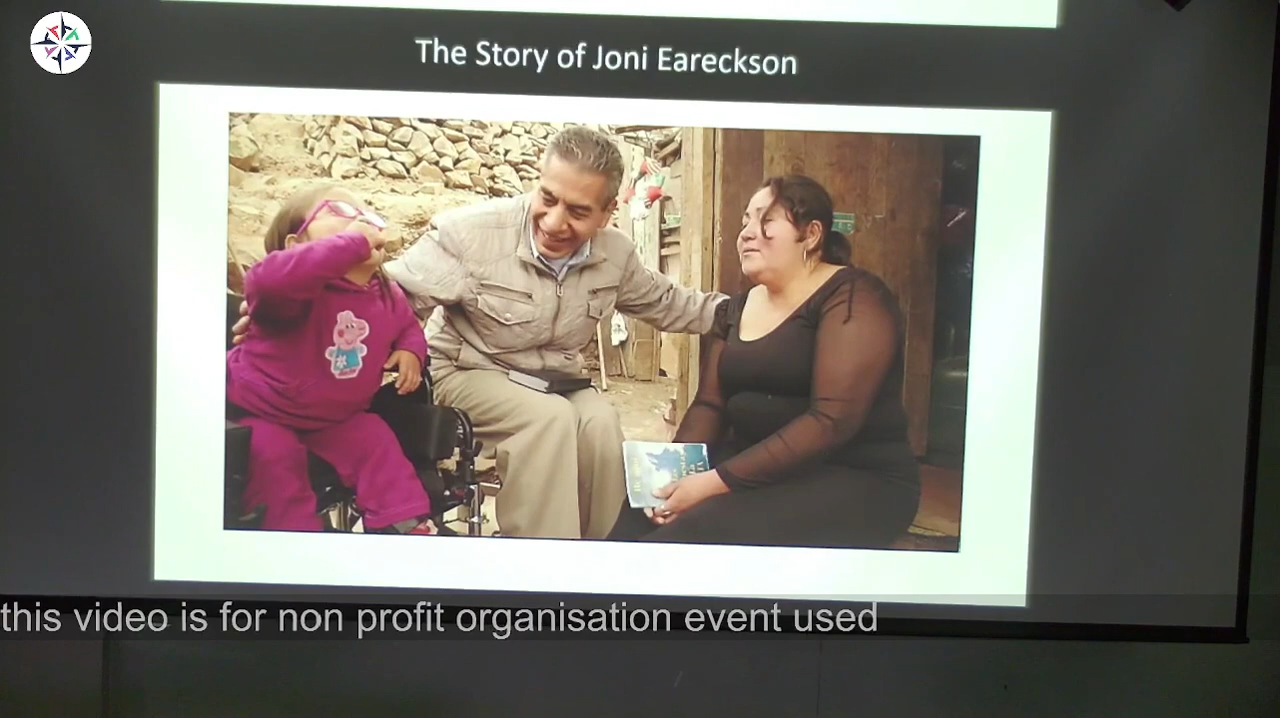 The Story of Joni Eareckson
this video is for non profit organisation event used